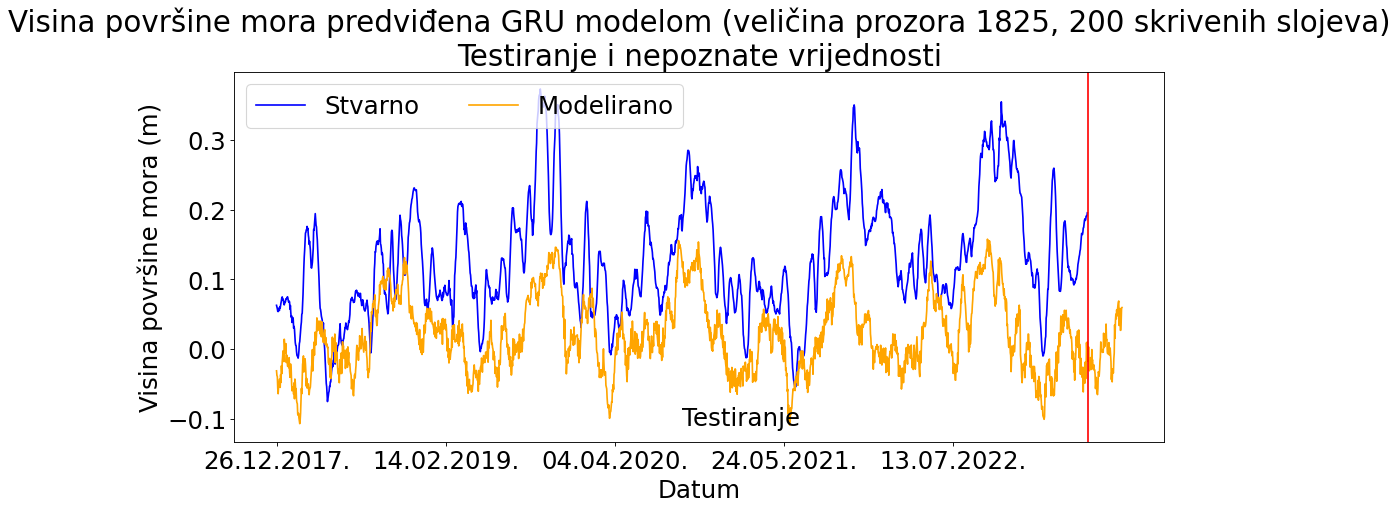 Visina površine mora predviđena GRU modelom (veličina prozora 1825, 200 skrivenih slojeva)
Testiranje i nepoznate vrijednosti
Stvarno Modelirano
Visina površine mora (m)
0.3
0.2
0.1
0.0
−0.1
Testiranje
26.12.2017. 14.02.2019. 04.04.2020. 24.05.2021. 13.07.2022.
Datum